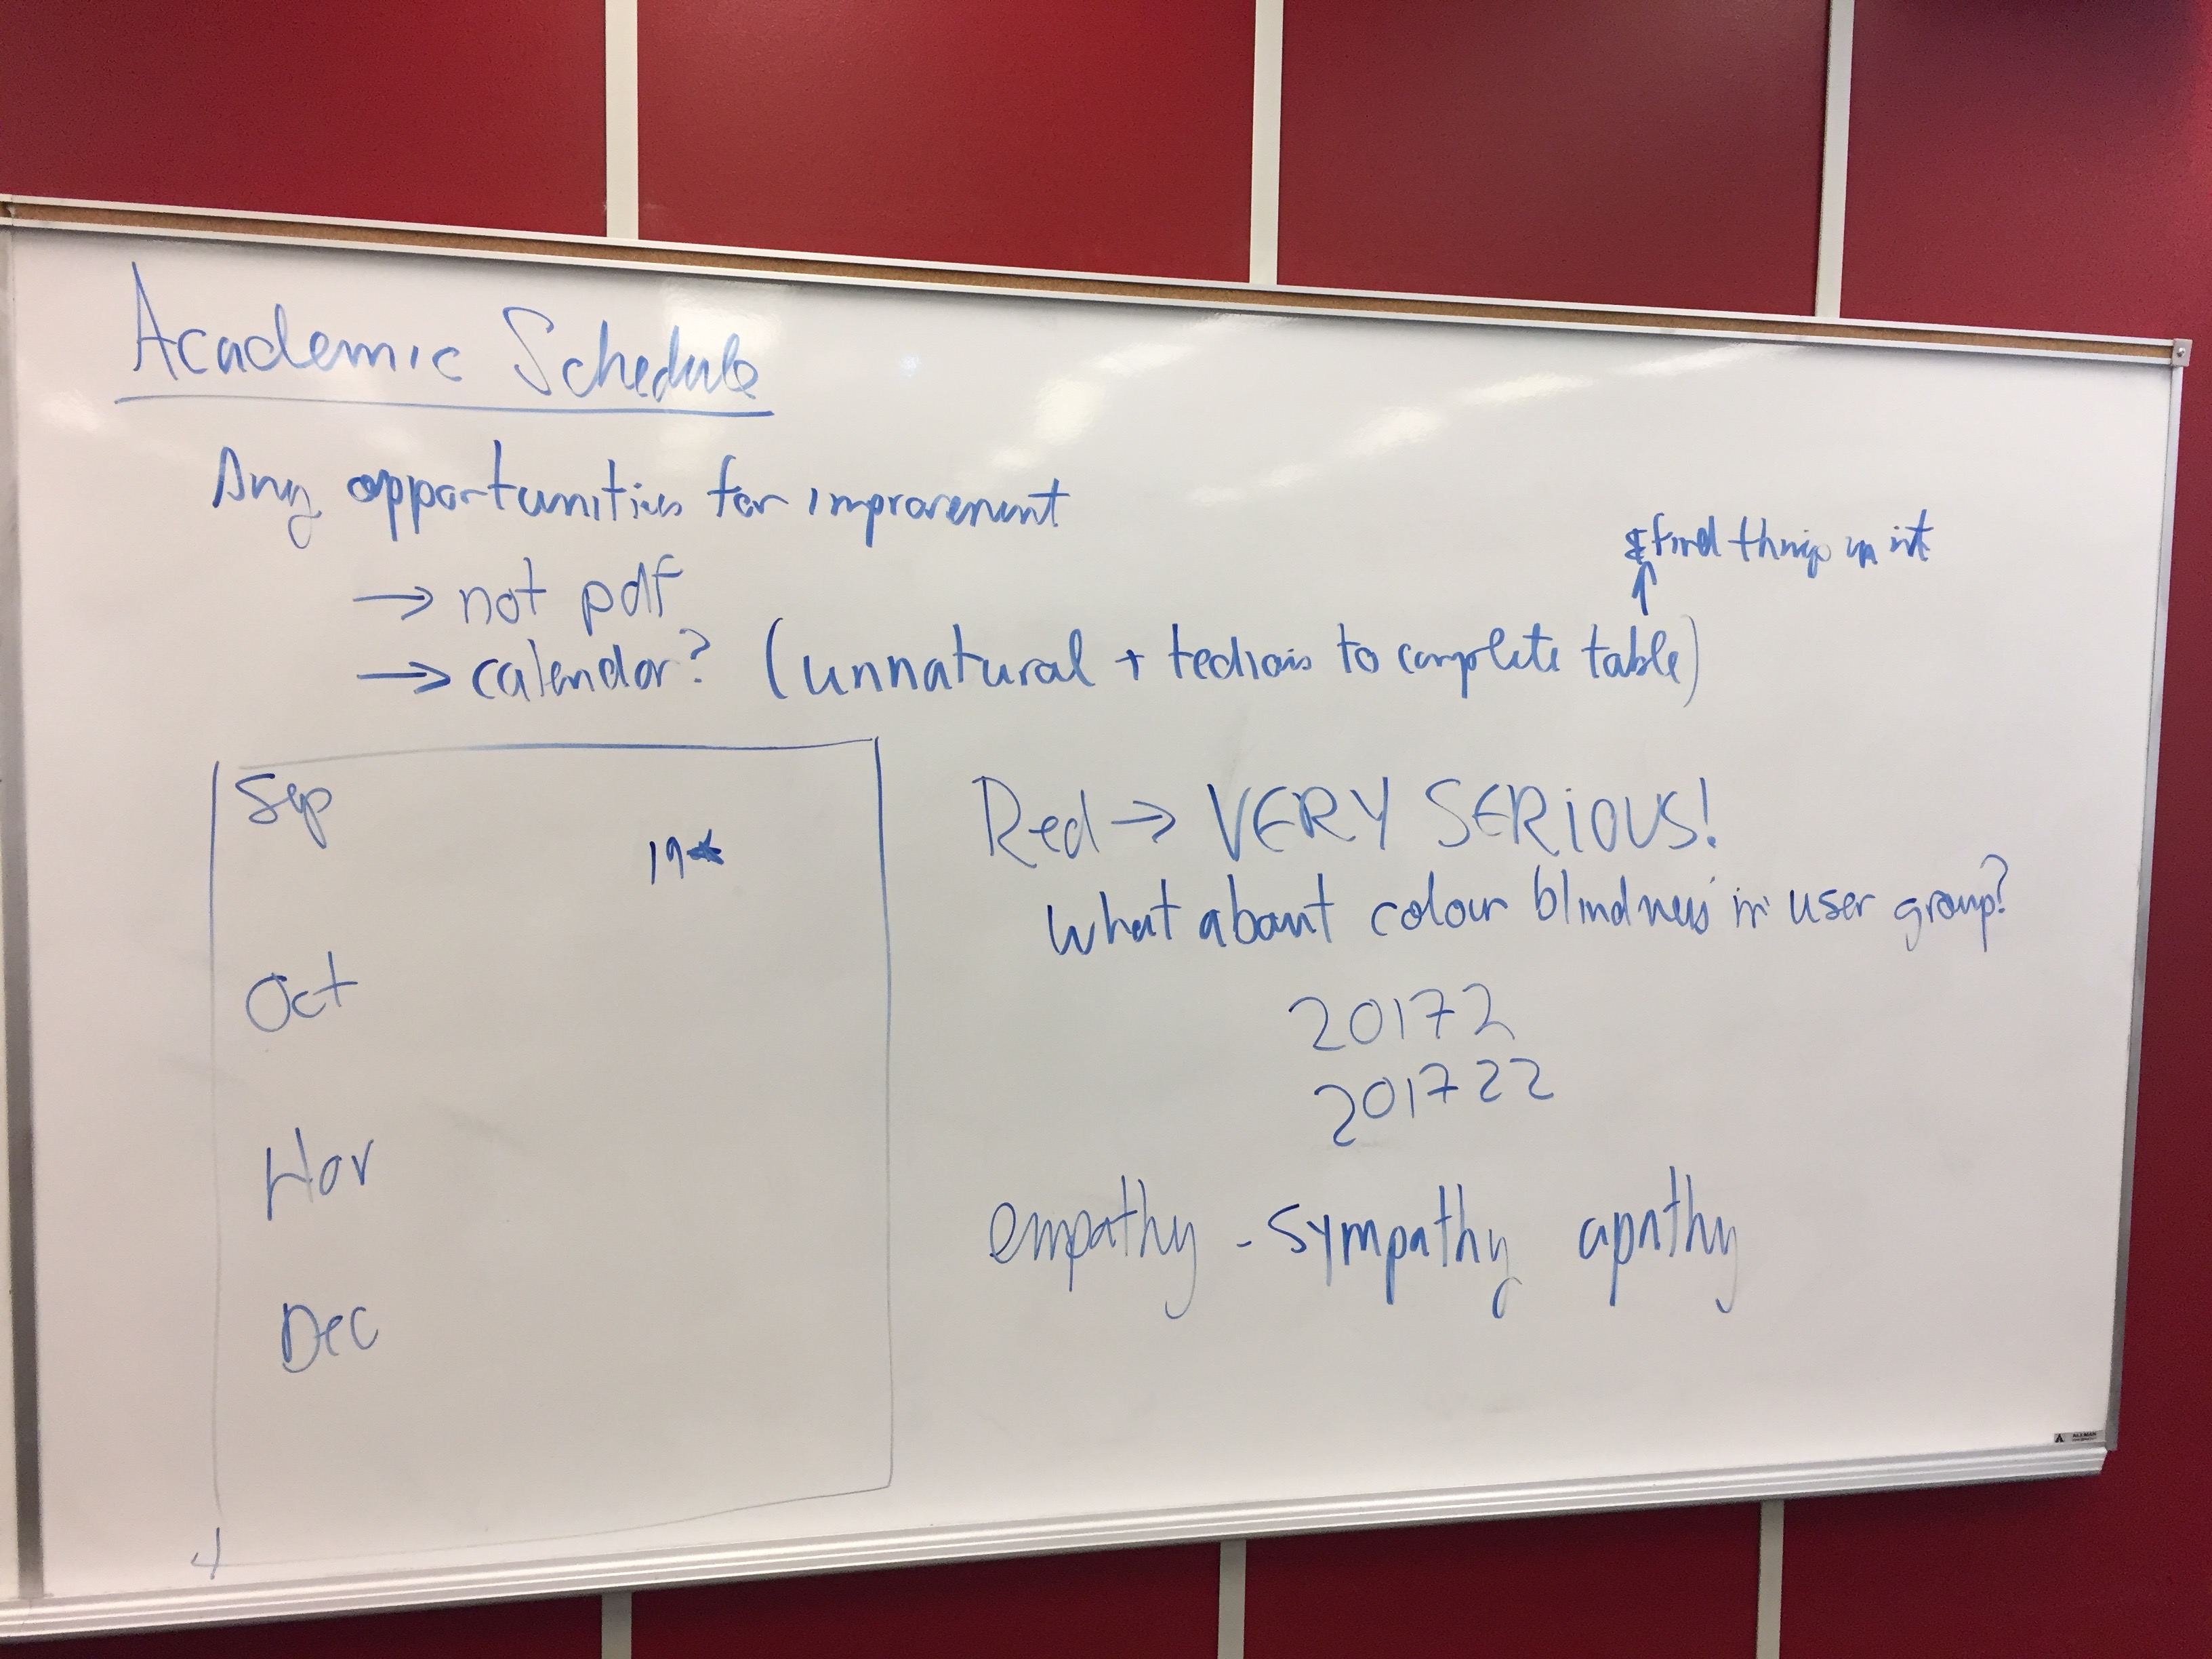 Academic Schedule
Any opportunities for improvement
→ not pdf
& find things in it
↑
→ calendar? (unnatural + tedious to complete table)
Sep
19★
Oct
Nov
Dec
Red → VERY SERIOUS!
what about colour blindness in user group?
20172
201722
empathy - sympathy apathy